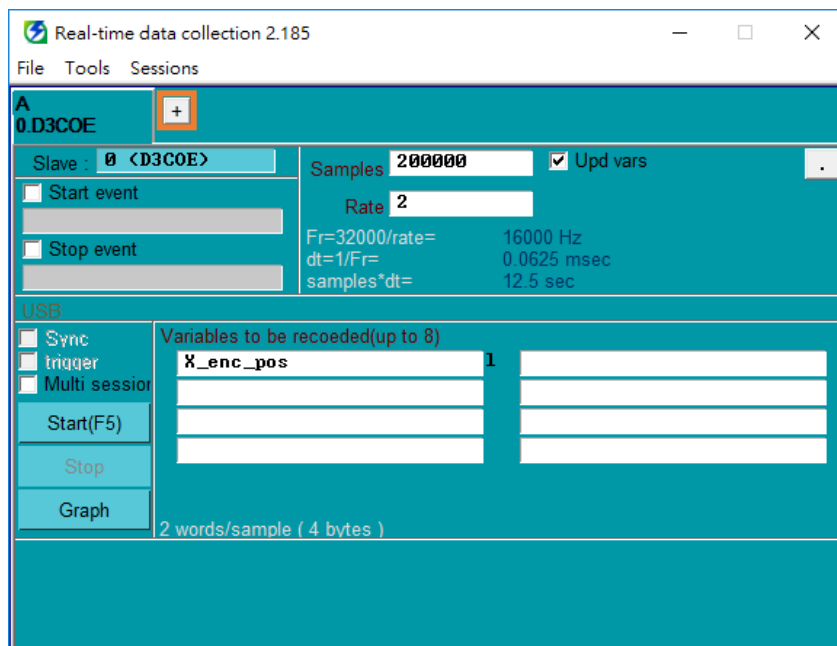 Real-time data collection 2.185
File Tools Sessions
A
0.D3COE
+
Slave : 0 (D3COE)
Samples 200000
Upd vars
.
Start event
Rate 2
Stop event
Fr=32000/rate= 16000 Hz
dt=1/Fr= 0.0625 msec
samples*dt= 12.5 sec
USB
Sync
trigger
Multi session
Variables to be recoeded(up to 8)
X_enc_pos 1
Start(F5)
Stop
Graph
2 words/sample ( 4 bytes )